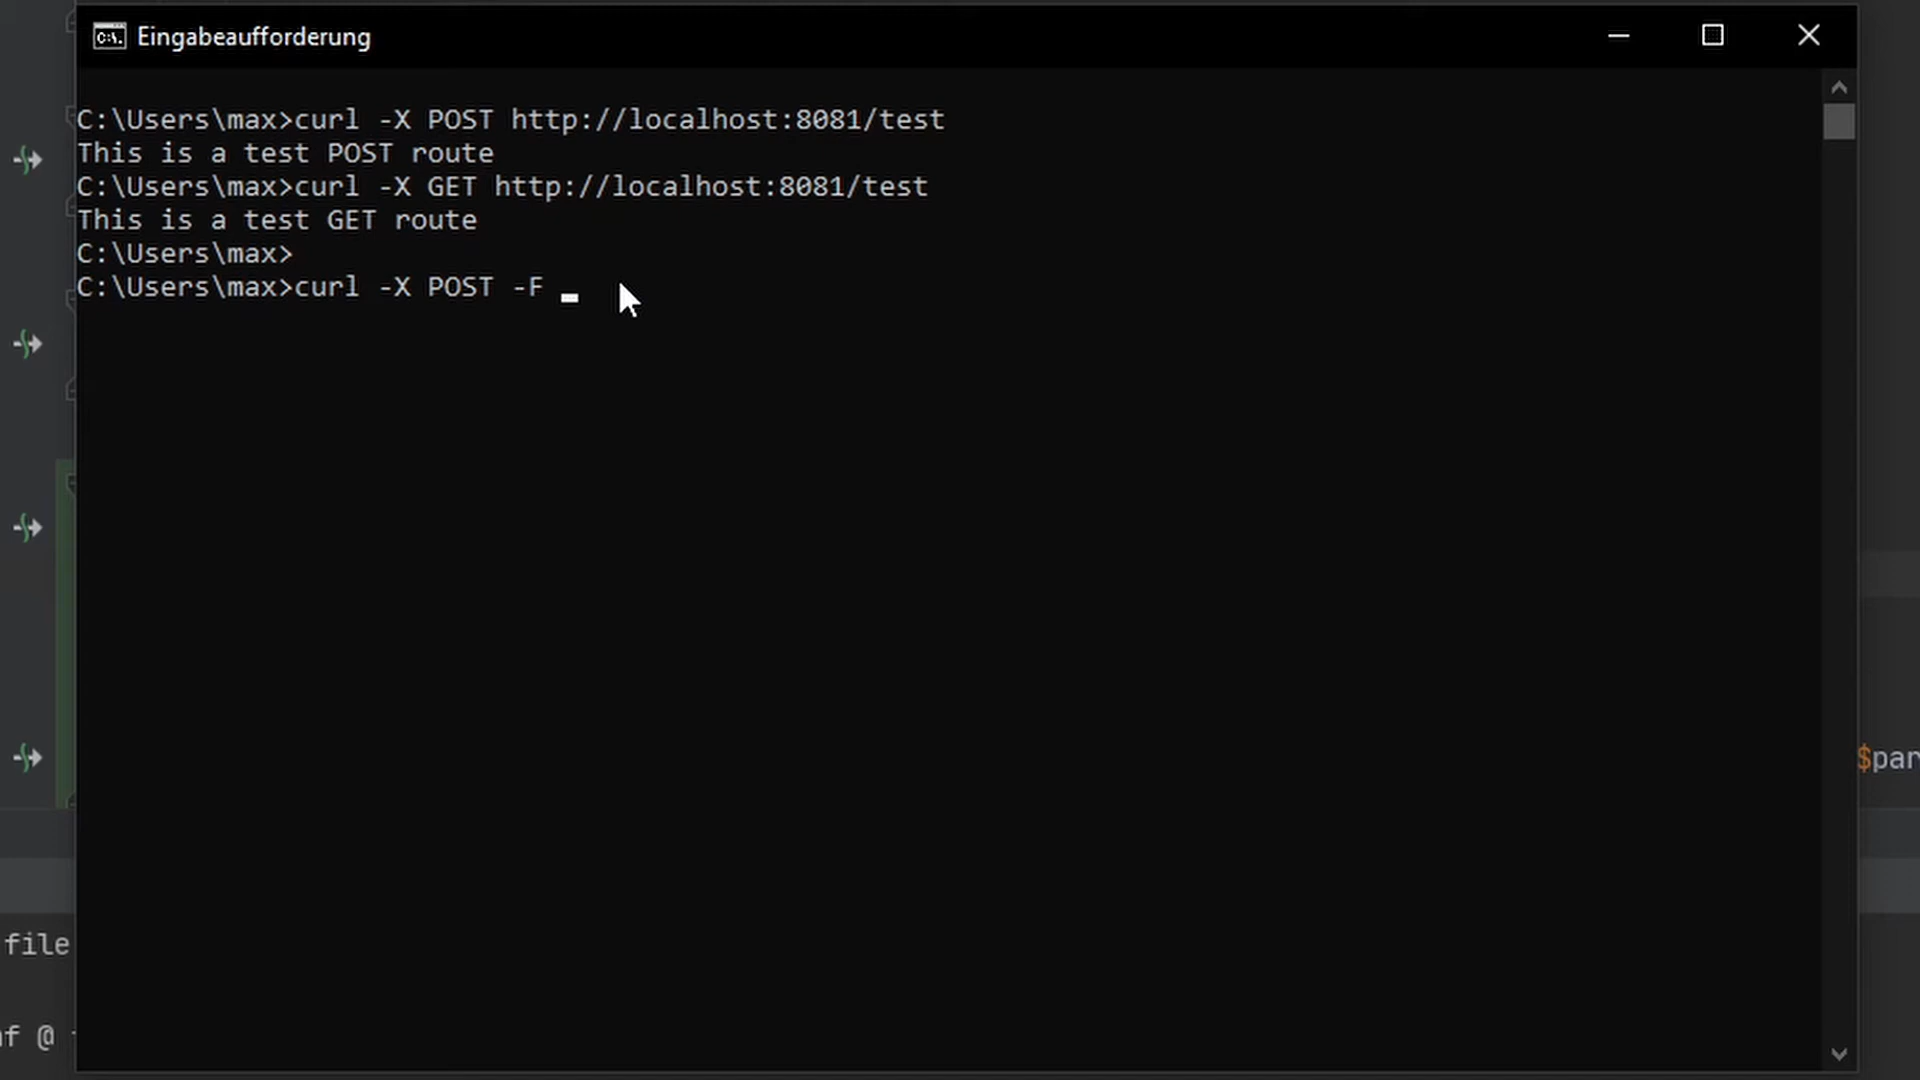 Eingabeaufforderung
C:\Users\max>curl -X POST http://localhost:8081/test
This is a test POST route
C:\Users\max>curl -X GET http://localhost:8081/test
This is a test GET route
C:\Users\max>
C:\Users\max>curl -X POST -F
$par
file
@